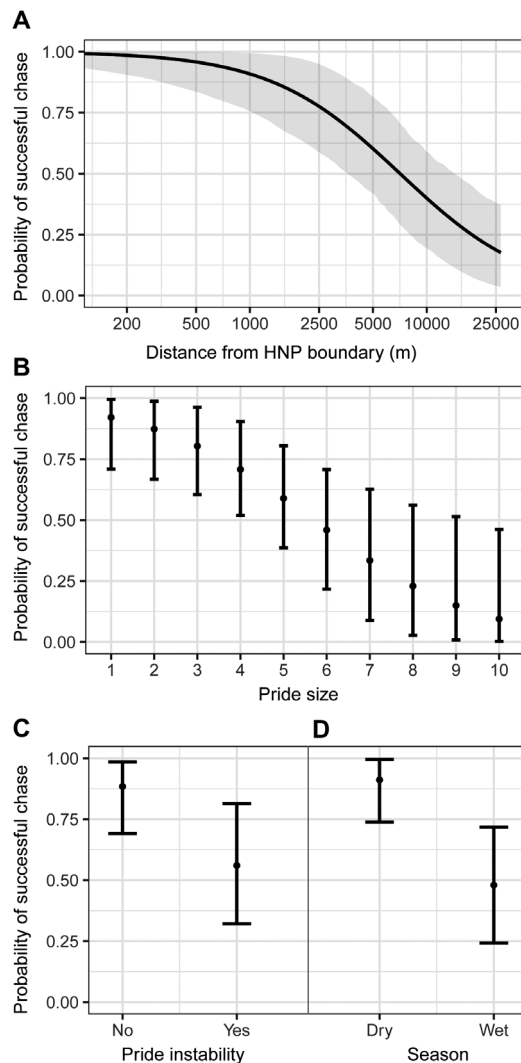 A
Probability of successful chase
1.00
0.75
0.50
0.25
0.00
200 500 1000 2500 5000 10000 25000
Distance from HNP boundary (m)
B
Probability of successful chase
1.00
0.75
0.50
0.25
0.00
1 2 3 4 5 6 7 8 9 10
Pride size
C D
Probability of successful chase
1.00
0.75
0.50
0.25
0.00
No Yes Dry Wet
Pride instability Season